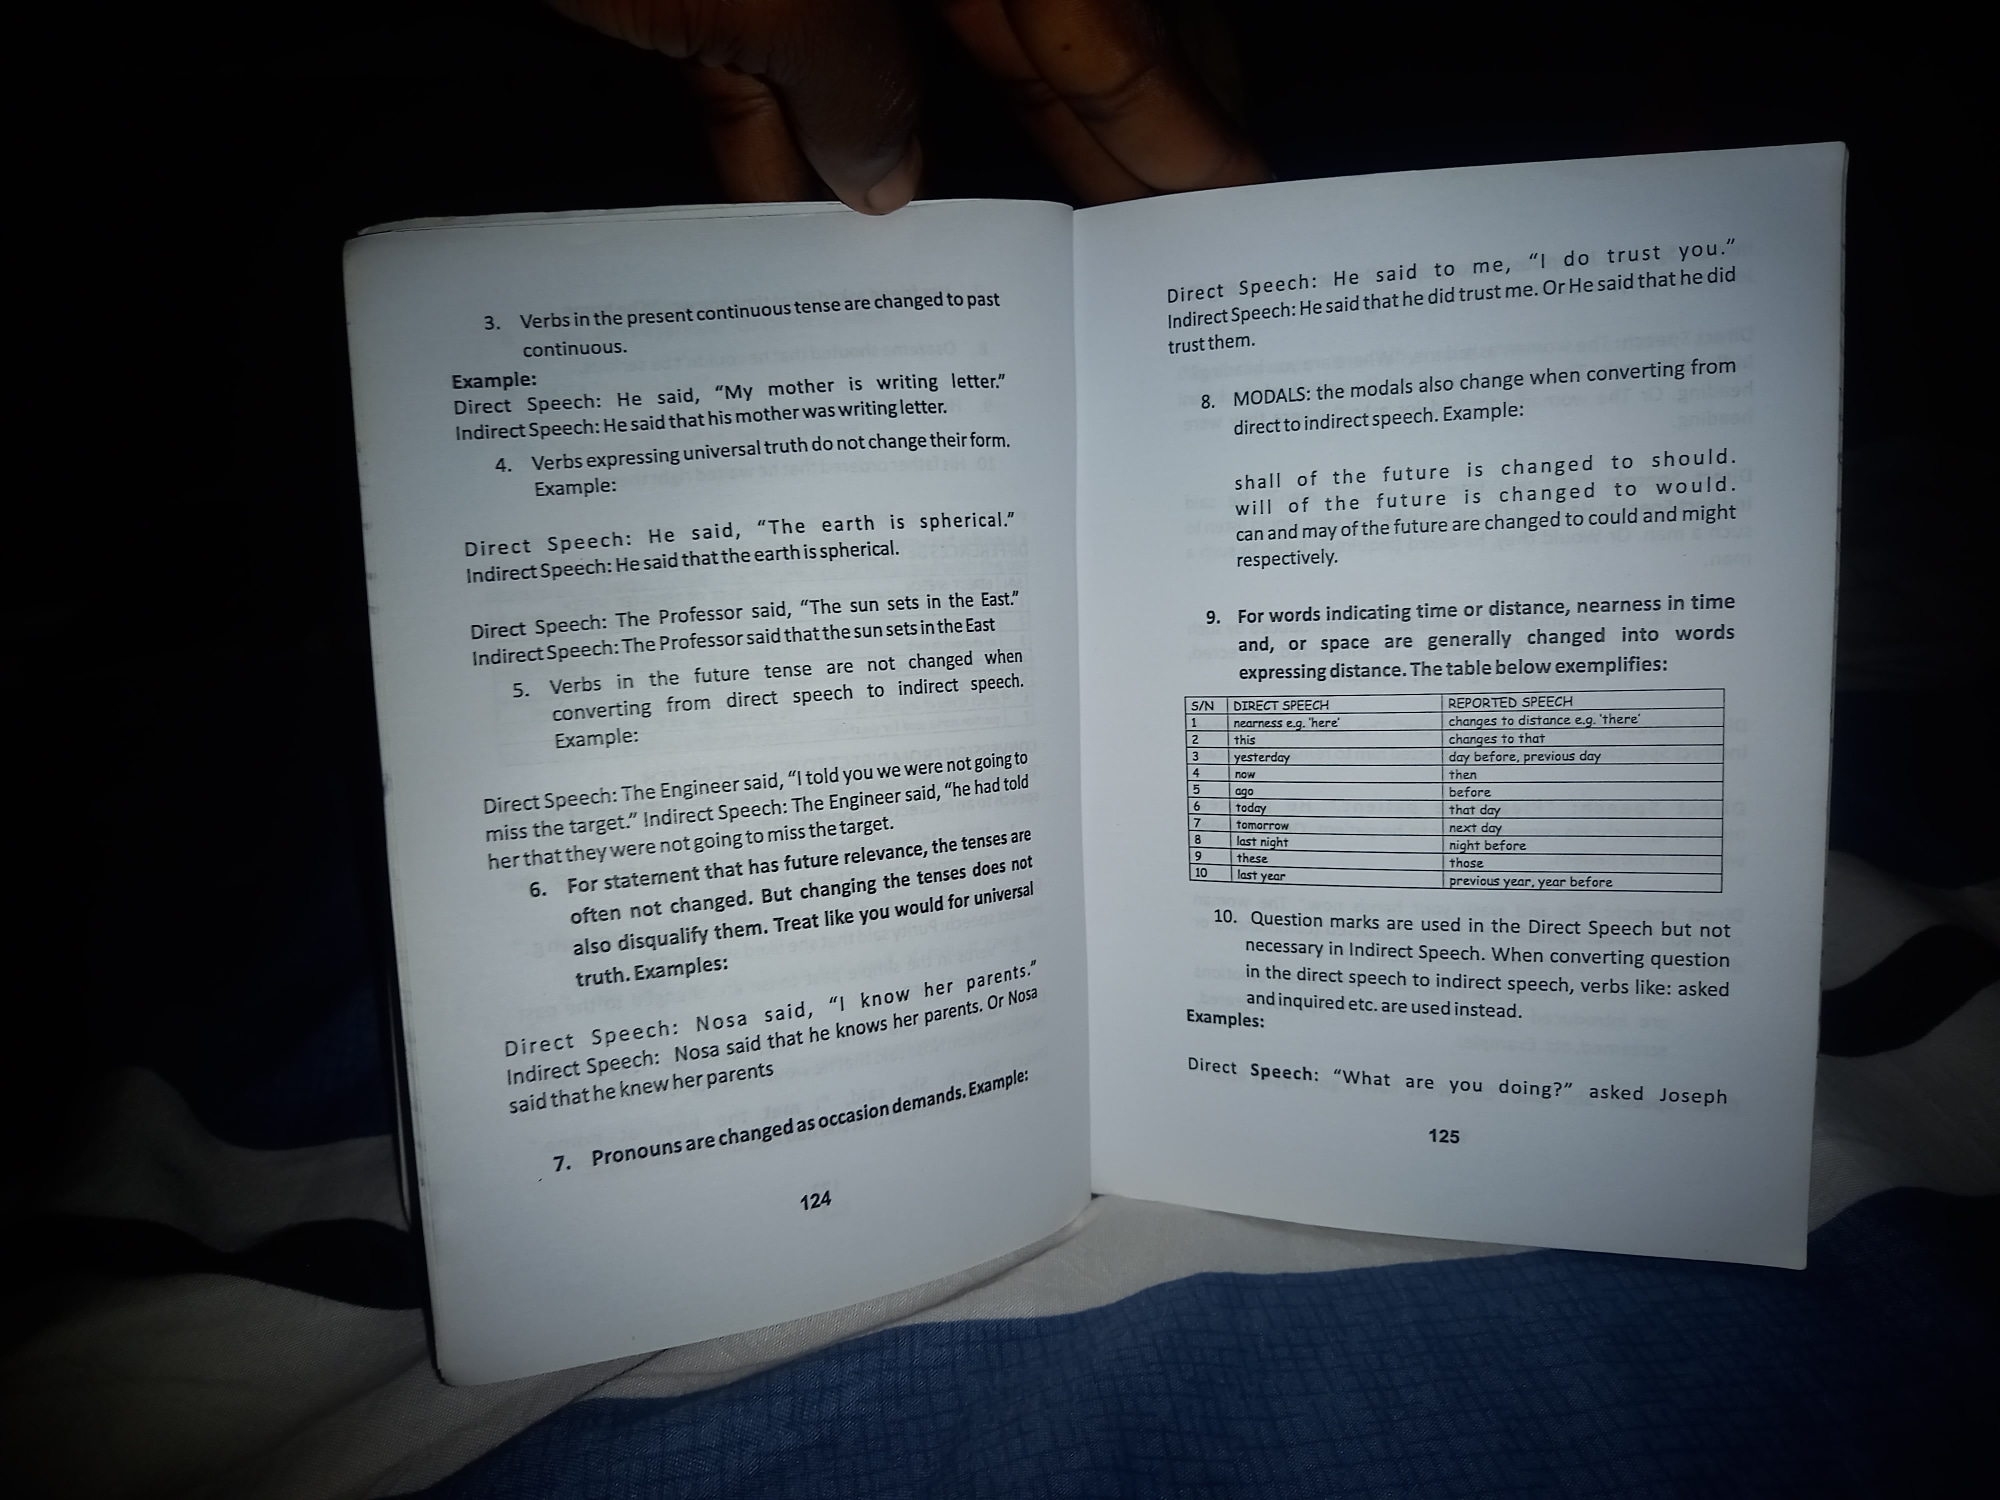 3. Verbs in the present continuous tense are changed to past
continuous.
Example:
Direct Speech: He said, “My mother is writing letter.”
Indirect Speech: He said that his mother was writing letter.
4. Verbs expressing universal truth do not change their form.
Example:
Direct Speech: He said, “The earth is spherical.”
Indirect Speech: He said that the earth is spherical.
Direct Speech: The Professor said, “The sun sets in the East.”
Indirect Speech: The Professor said that the sun sets in the East
5. Verbs in the future tense are not changed when
converting from direct speech to indirect speech.
Example:
Direct Speech: The Engineer said, “I told you we were not going to
miss the target.” Indirect Speech: The Engineer said, “he had told
her that they were not going to miss the target.
6. For statement that has future relevance, the tenses are
often not changed. But changing the tenses does not
also disqualify them. Treat like you would for universal
truth. Examples:
Direct Speech: Nosa said, “I know her parents.”
Indirect Speech: Nosa said that he knows her parents. Or Nosa
said that he knew her parents
7. Pronouns are changed as occasion demands. Example:
124
Direct Speech: He said to me, “I do trust you.”
Indirect Speech: He said that he did trust me. Or He said that he did
trust them.
8. MODALS: the modals also change when converting from
direct to indirect speech. Example:
shall of the future is changed to should.
will of the future is changed to would.
can and may of the future are changed to could and might
respectively.
9. For words indicating time or distance, nearness in time
and, or space are generally changed into words
expressing distance. The table below exemplifies:
S/N DIRECT SPEECH REPORTED SPEECH
1 nearness e.g. 'here' changes to distance e.g. 'there'
2 this changes to that
3 yesterday day before, previous day
4 now then
5 ago before
6 today that day
7 tomorrow next day
8 last night night before
9 these those
10 last year previous year, year before
10. Question marks are used in the Direct Speech but not
necessary in Indirect Speech. When converting question
in the direct speech to indirect speech, verbs like: asked
and inquired etc. are used instead.
Examples:
Direct Speech: “What are you doing?” asked Joseph
125